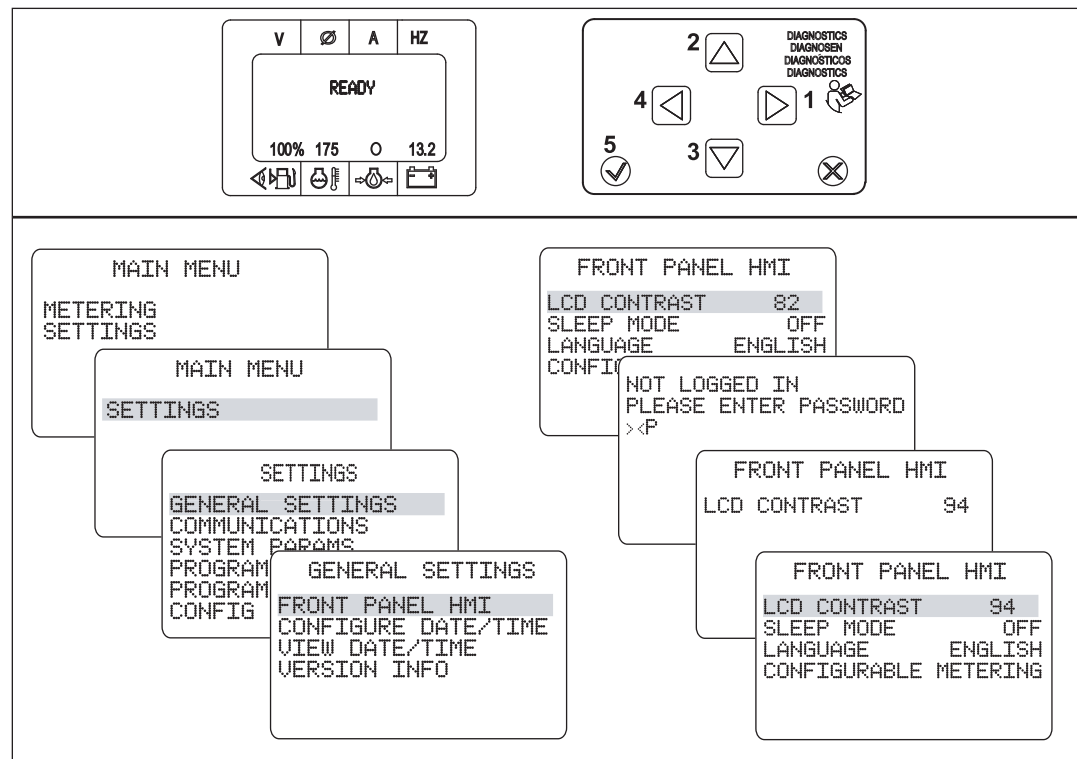 V Ø A HZ
READY
100% 175 O 13.2
2
4
1
5
3
DIAGNOSTICS
DIAGNOSEN
DIAGNÓSTICOS
DIAGNOSTICS
MAIN MENU
METERING
SETTINGS
MAIN MENU
SETTINGS
SETTINGS
GENERAL SETTINGS
COMMUNICATIONS
SYSTEM PARAMS
PROGRAM
PROGRAM
CONFIG
GENERAL SETTINGS
FRONT PANEL HMI
CONFIGURE DATE/TIME
VIEW DATE/TIME
VERSION INFO
FRONT PANEL HMI
LCD CONTRAST 82
SLEEP MODE OFF
LANGUAGE ENGLISH
CONFIG
NOT LOGGED IN
PLEASE ENTER PASSWORD
><P
FRONT PANEL HMI
LCD CONTRAST 94
FRONT PANEL HMI
LCD CONTRAST 94
SLEEP MODE OFF
LANGUAGE ENGLISH
CONFIGURABLE METERING